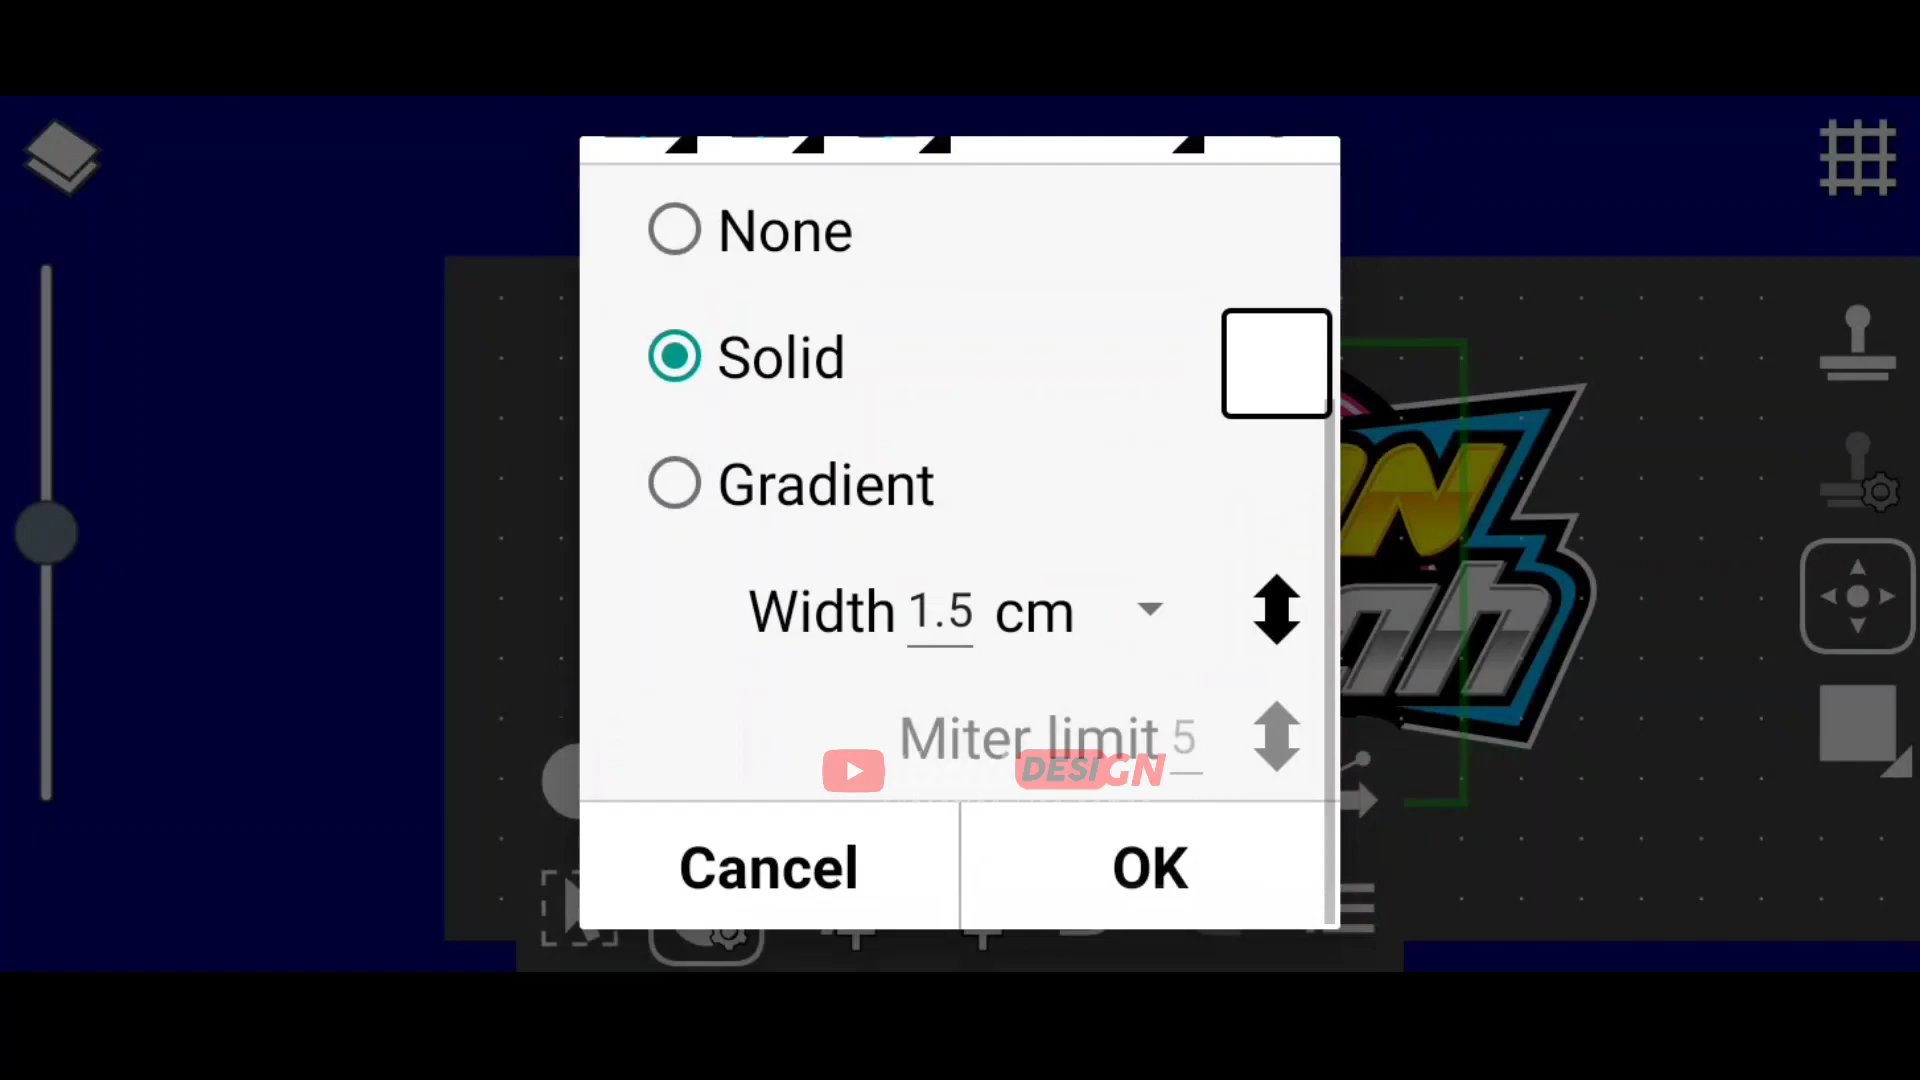 None
Solid
Gradient
Width 1.5 cm
Miter limit 5
DESIGN
Cancel
OK